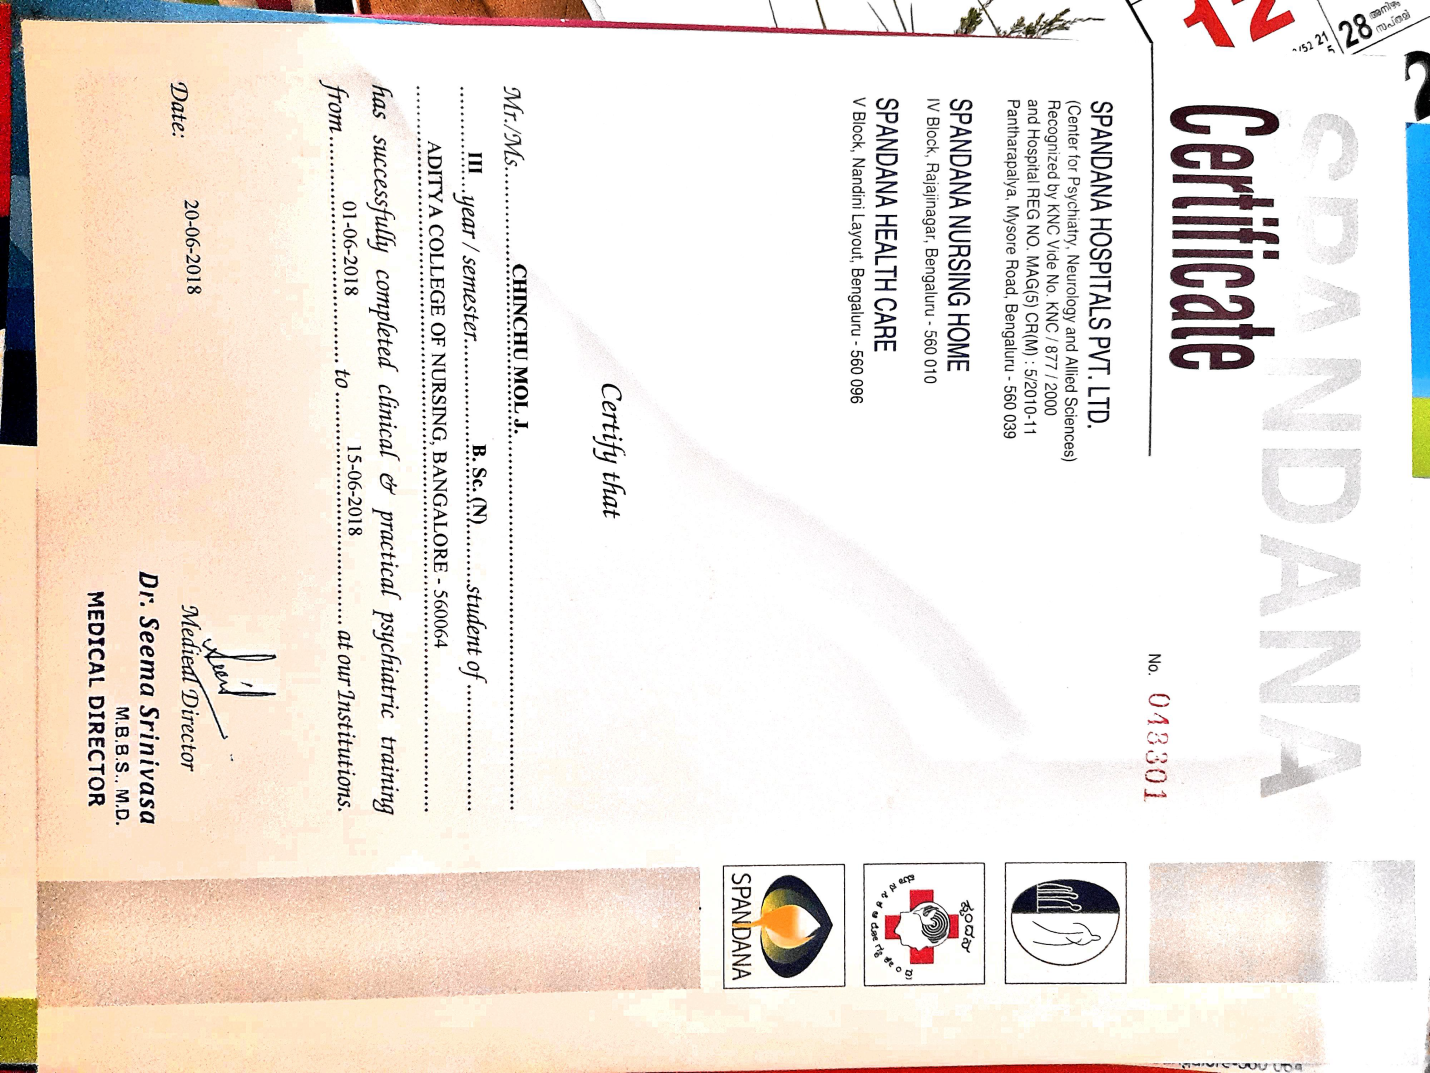 SPANDANA
Certificate
No. 043301
SPANDANA HOSPITALS PVT. LTD.
(Center for Psychiatry, Neurology and Allied Sciences)
Recognized by KNC Vide No. KNC / 877 / 2000
and Hospital REG NO. MAG(5) CR(M) : 5/2010-11
Pantharapalya, Mysore Road, Bengaluru - 560 039
SPANDANA NURSING HOME
IV Block, Rajajinagar, Bengaluru - 560 010
SPANDANA HEALTH CARE
V Block, Nandini Layout, Bengaluru - 560 096
ಸ್ಪಂದನ
SPANDANA
Certify that
Mr./Ms. CHINCHU MOL J.
III year / semester B. Sc. (N) student of
ADITYA COLLEGE OF NURSING, BANGALORE - 560064
has successfully completed clinical & practical psychiatric training
from 01-06-2018 to 15-06-2018 at our Institutions.
Date: 20-06-2018
Medical Director
Dr. Seema Srinivasa
M.B.B.S., M.D.
MEDICAL DIRECTOR
12
28